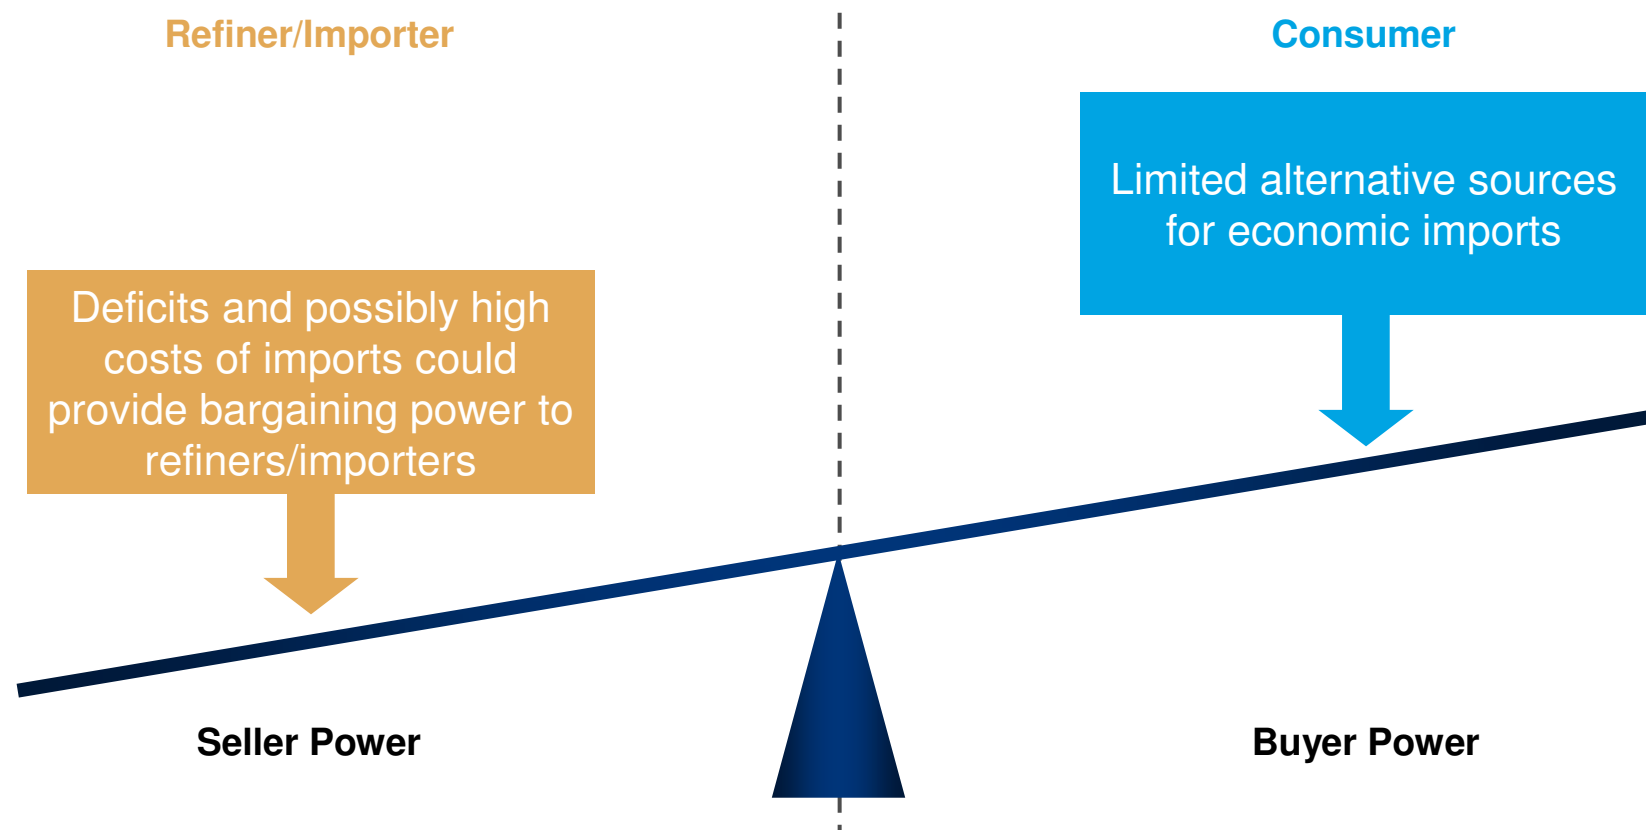 Refiner/Importer
Consumer
Limited alternative sources
for economic imports
Deficits and possibly high
costs of imports could
provide bargaining power to
refiners/importers
Seller Power
Buyer Power